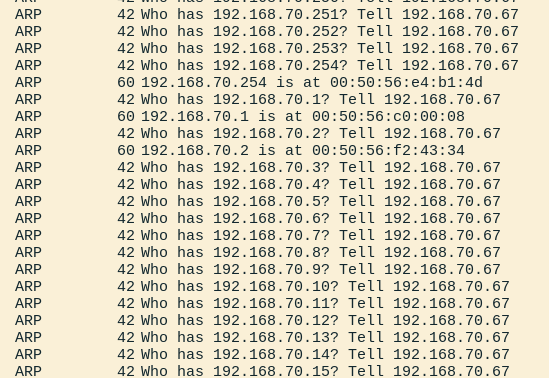 ARP 42 Who has 192.168.70.250? Tell 192.168.70.67
ARP 42 Who has 192.168.70.251? Tell 192.168.70.67
ARP 42 Who has 192.168.70.252? Tell 192.168.70.67
ARP 42 Who has 192.168.70.253? Tell 192.168.70.67
ARP 42 Who has 192.168.70.254? Tell 192.168.70.67
ARP 60 192.168.70.254 is at 00:50:56:e4:b1:4d
ARP 42 Who has 192.168.70.1? Tell 192.168.70.67
ARP 60 192.168.70.1 is at 00:50:56:c0:00:08
ARP 42 Who has 192.168.70.2? Tell 192.168.70.67
ARP 60 192.168.70.2 is at 00:50:56:f2:43:34
ARP 42 Who has 192.168.70.3? Tell 192.168.70.67
ARP 42 Who has 192.168.70.4? Tell 192.168.70.67
ARP 42 Who has 192.168.70.5? Tell 192.168.70.67
ARP 42 Who has 192.168.70.6? Tell 192.168.70.67
ARP 42 Who has 192.168.70.7? Tell 192.168.70.67
ARP 42 Who has 192.168.70.8? Tell 192.168.70.67
ARP 42 Who has 192.168.70.9? Tell 192.168.70.67
ARP 42 Who has 192.168.70.10? Tell 192.168.70.67
ARP 42 Who has 192.168.70.11? Tell 192.168.70.67
ARP 42 Who has 192.168.70.12? Tell 192.168.70.67
ARP 42 Who has 192.168.70.13? Tell 192.168.70.67
ARP 42 Who has 192.168.70.14? Tell 192.168.70.67
ARP 42 Who has 192.168.70.15? Tell 192.168.70.67